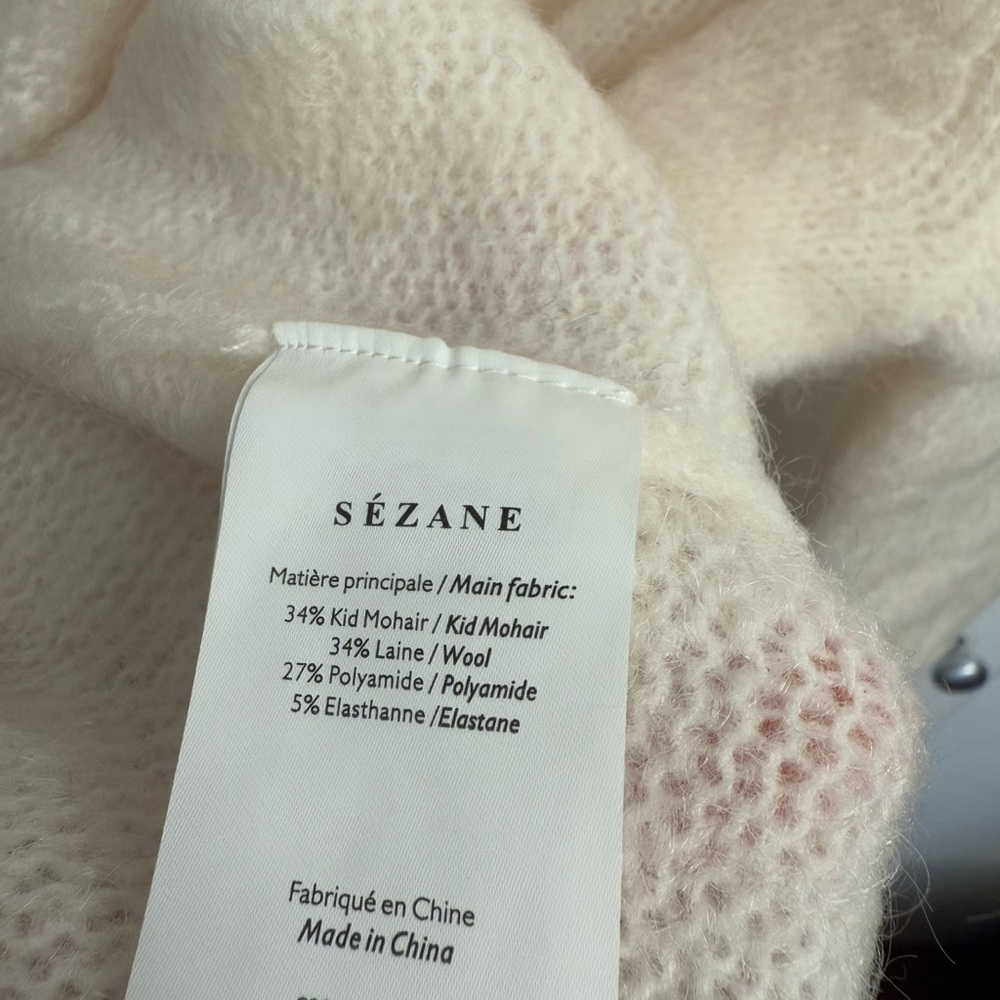 SÉZANE
Matière principale / Main fabric:
34% Kid Mohair / Kid Mohair
34% Laine / Wool
27% Polyamide / Polyamide
5% Elasthanne /Elastane
Fabriqué en Chine
Made in China